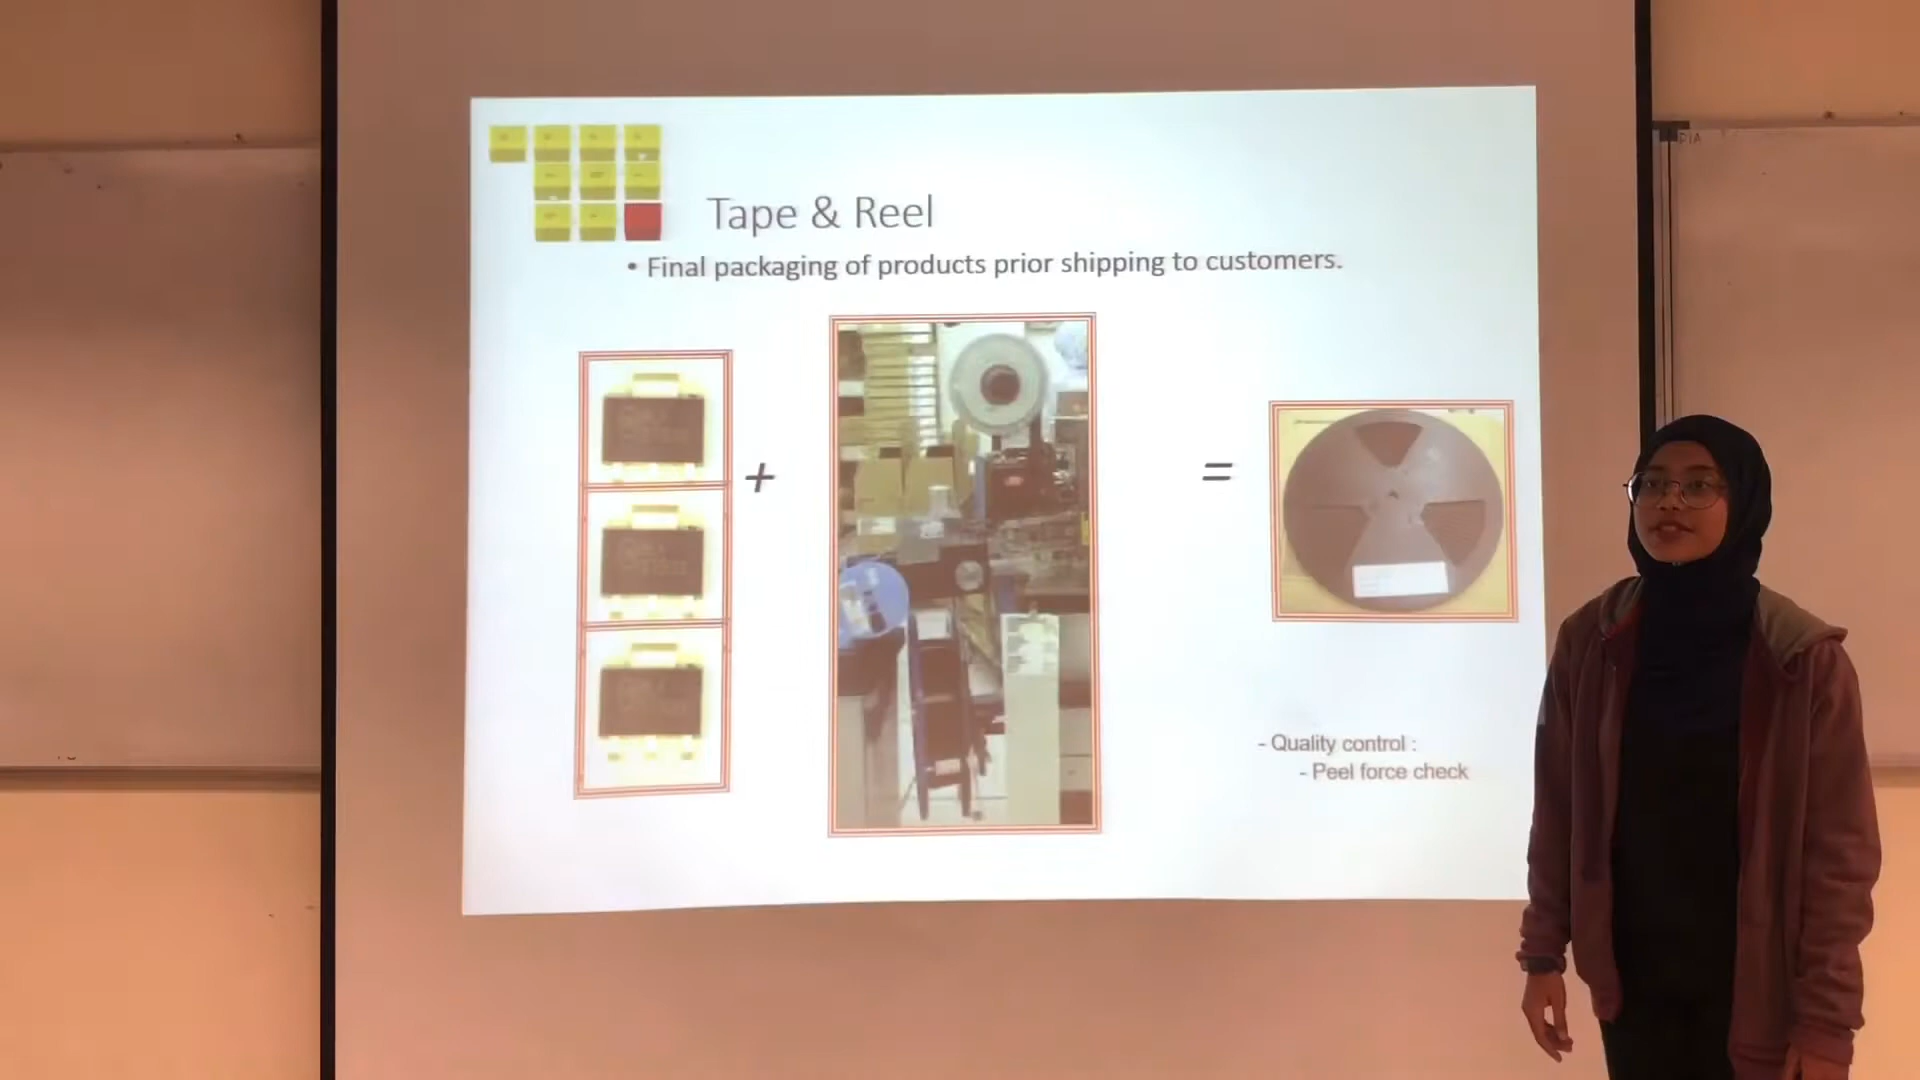 Tape & Reel
• Final packaging of products prior shipping to customers.
+
=
- Quality control :
- Peel force check